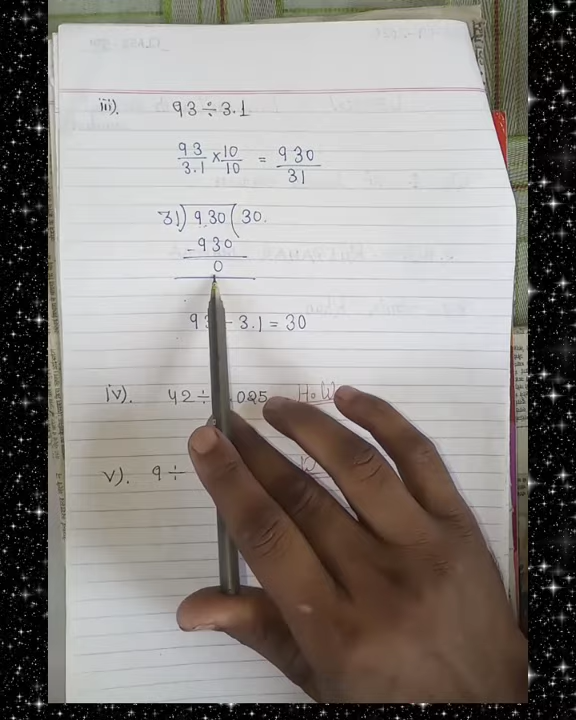 iii). 93 ÷ 3.1
93/3.1 × 10/10 = 930/31
31) 930 (30.
- 930
0
93 ÷ 3.1 = 30
iv). 42 ÷ .025 H.W
v). 9 ÷